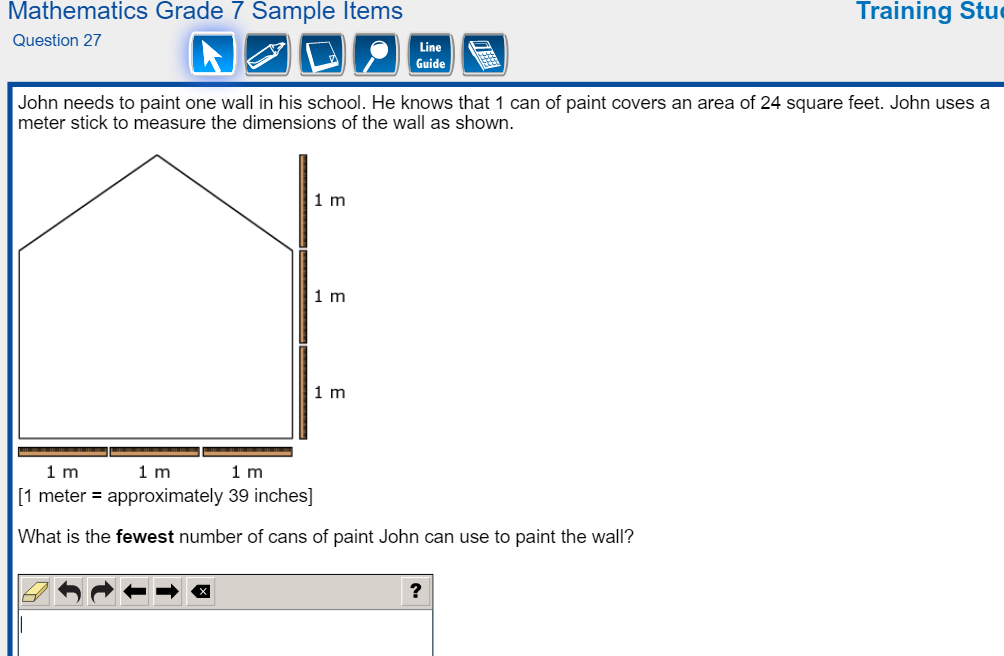 Mathematics Grade 7 Sample Items
Training Stu
Question 27
Line
Guide
John needs to paint one wall in his school. He knows that 1 can of paint covers an area of 24 square feet. John uses a
meter stick to measure the dimensions of the wall as shown.
1 m
1 m
1 m
1 m 1 m 1 m
[1 meter = approximately 39 inches]
What is the fewest number of cans of paint John can use to paint the wall?
?